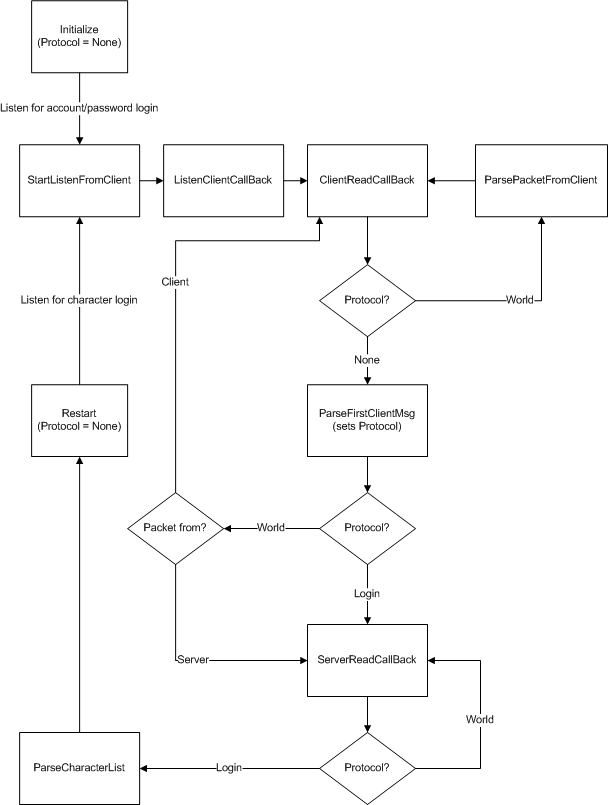 Initialize
(Protocol = None)
Listen for account/password login
StartListenFromClient
ListenClientCallBack
ClientReadCallBack
ParsePacketFromClient
Client
Listen for character login
Protocol?
World
None
Restart
(Protocol = None)
ParseFirstClientMsg
(sets Protocol)
Packet from?
World
Protocol?
Login
Server
ServerReadCallBack
World
ParseCharacterList
Login
Protocol?